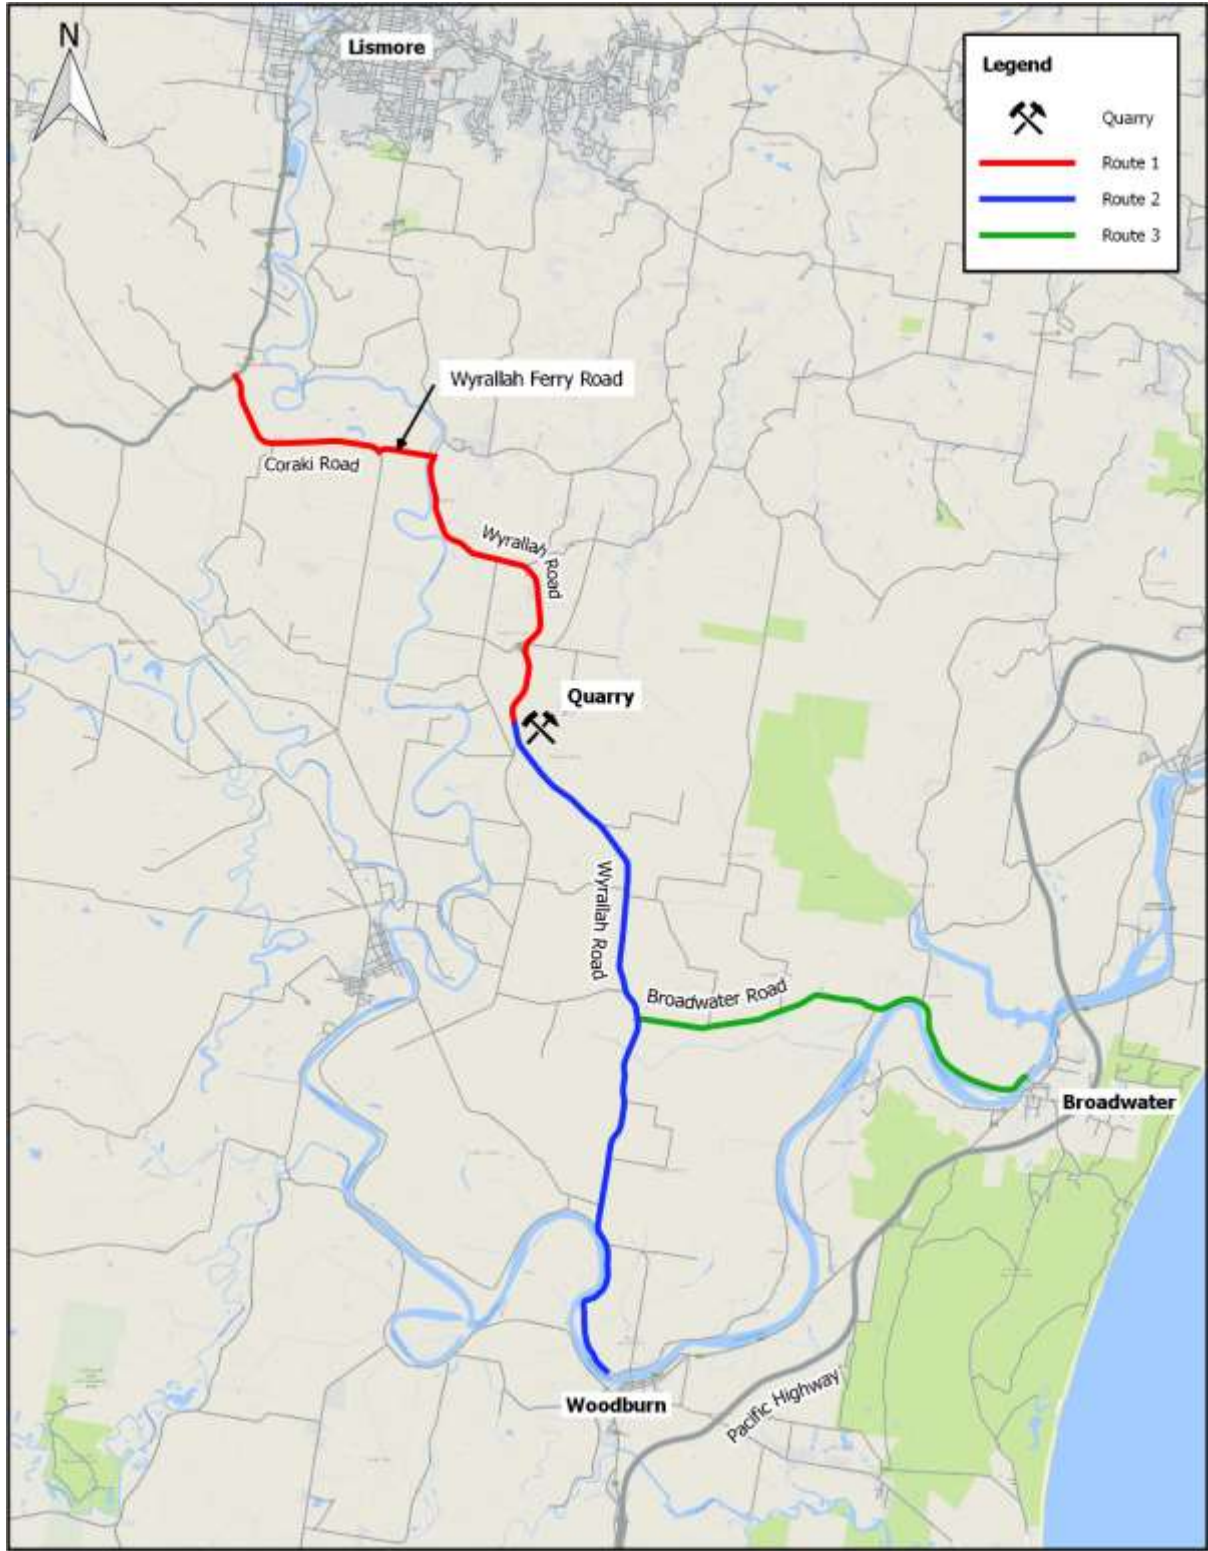 N
Lismore
Legend
Quarry
Route 1
Route 2
Route 3
Wyrallah Ferry Road
Coraki Road
Wyrallah Road
Quarry
Wyrallah Road
Broadwater Road
Broadwater
Woodburn
Pacific Highway